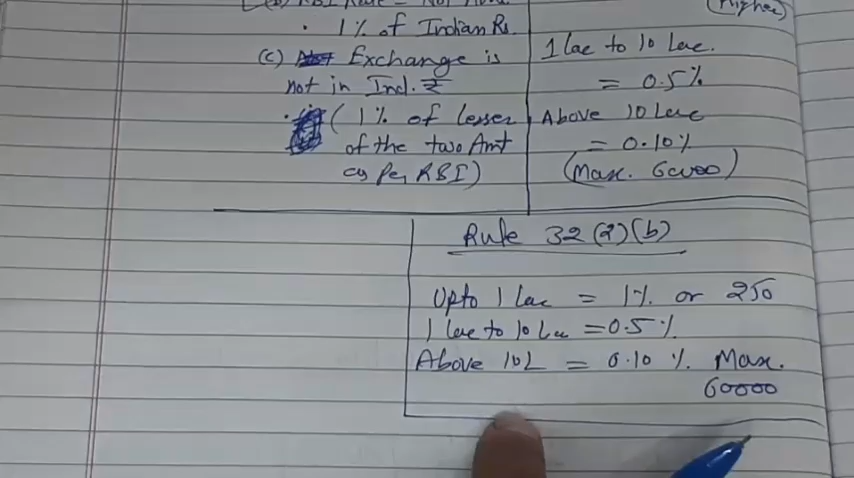 1% of Indian Rs.
(c) Exchange is
not in Ind. ₹
( 1% of lesser
of the two Amt
as per RBI)
(Higher)
1 lac to 10 Lac.
= 0.5%
Above 10 Lac
= 0.10%
(Max. 60000)
Rule 32(2)(b)
Upto 1 Lac = 1% or 250
1 lac to 10 Lac = 0.5%
Above 10L = 0.10%. Max.
60000